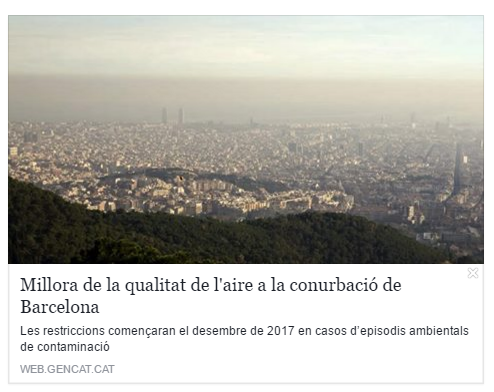 Millora de la qualitat de l'aire a la conurbació de
Barcelona
Les restriccions començaran el desembre de 2017 en casos d'episodis ambientals
de contaminació
WEB.GENCAT.CAT